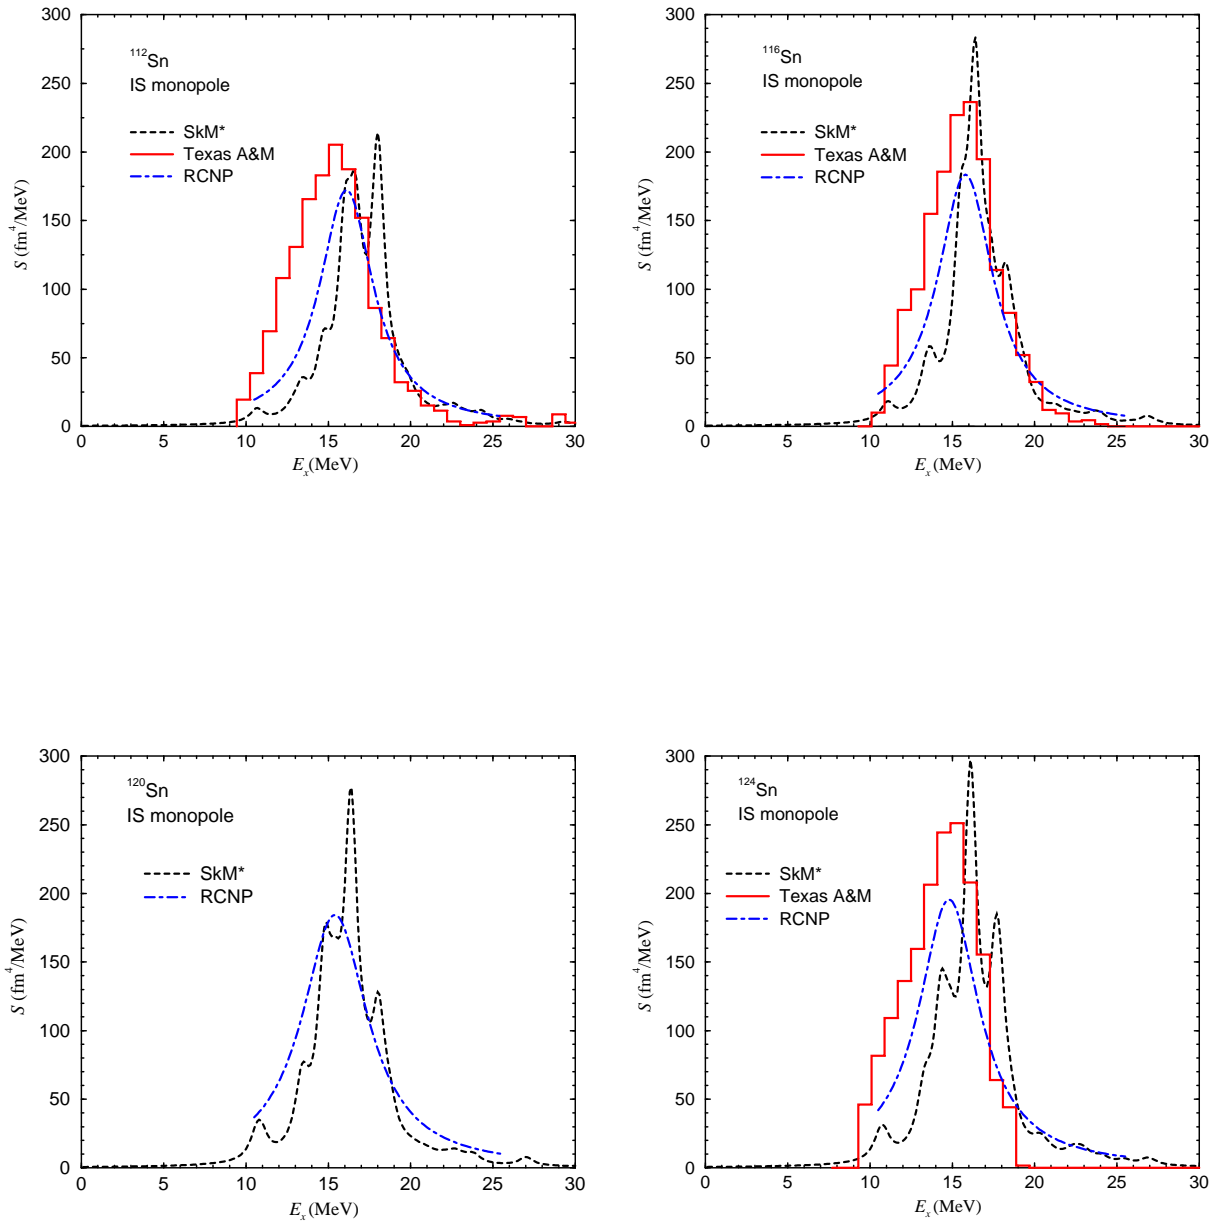 300
250
200
150
100
50
0
S (fm⁴/MeV)
¹¹²Sn
IS monopole
SkM*
Texas A&M
RCNP
0 5 10 15 20 25 30
Eₓ(MeV)
300
250
200
150
100
50
0
S (fm⁴/MeV)
¹¹⁶Sn
IS monopole
SkM*
Texas A&M
RCNP
0 5 10 15 20 25 30
Eₓ(MeV)
300
250
200
150
100
50
0
S (fm⁴/MeV)
¹²⁰Sn
IS monopole
SkM*
RCNP
0 5 10 15 20 25 30
Eₓ(MeV)
300
250
200
150
100
50
0
S (fm⁴/MeV)
¹²⁴Sn
IS monopole
SkM*
Texas A&M
RCNP
0 5 10 15 20 25 30
Eₓ(MeV)